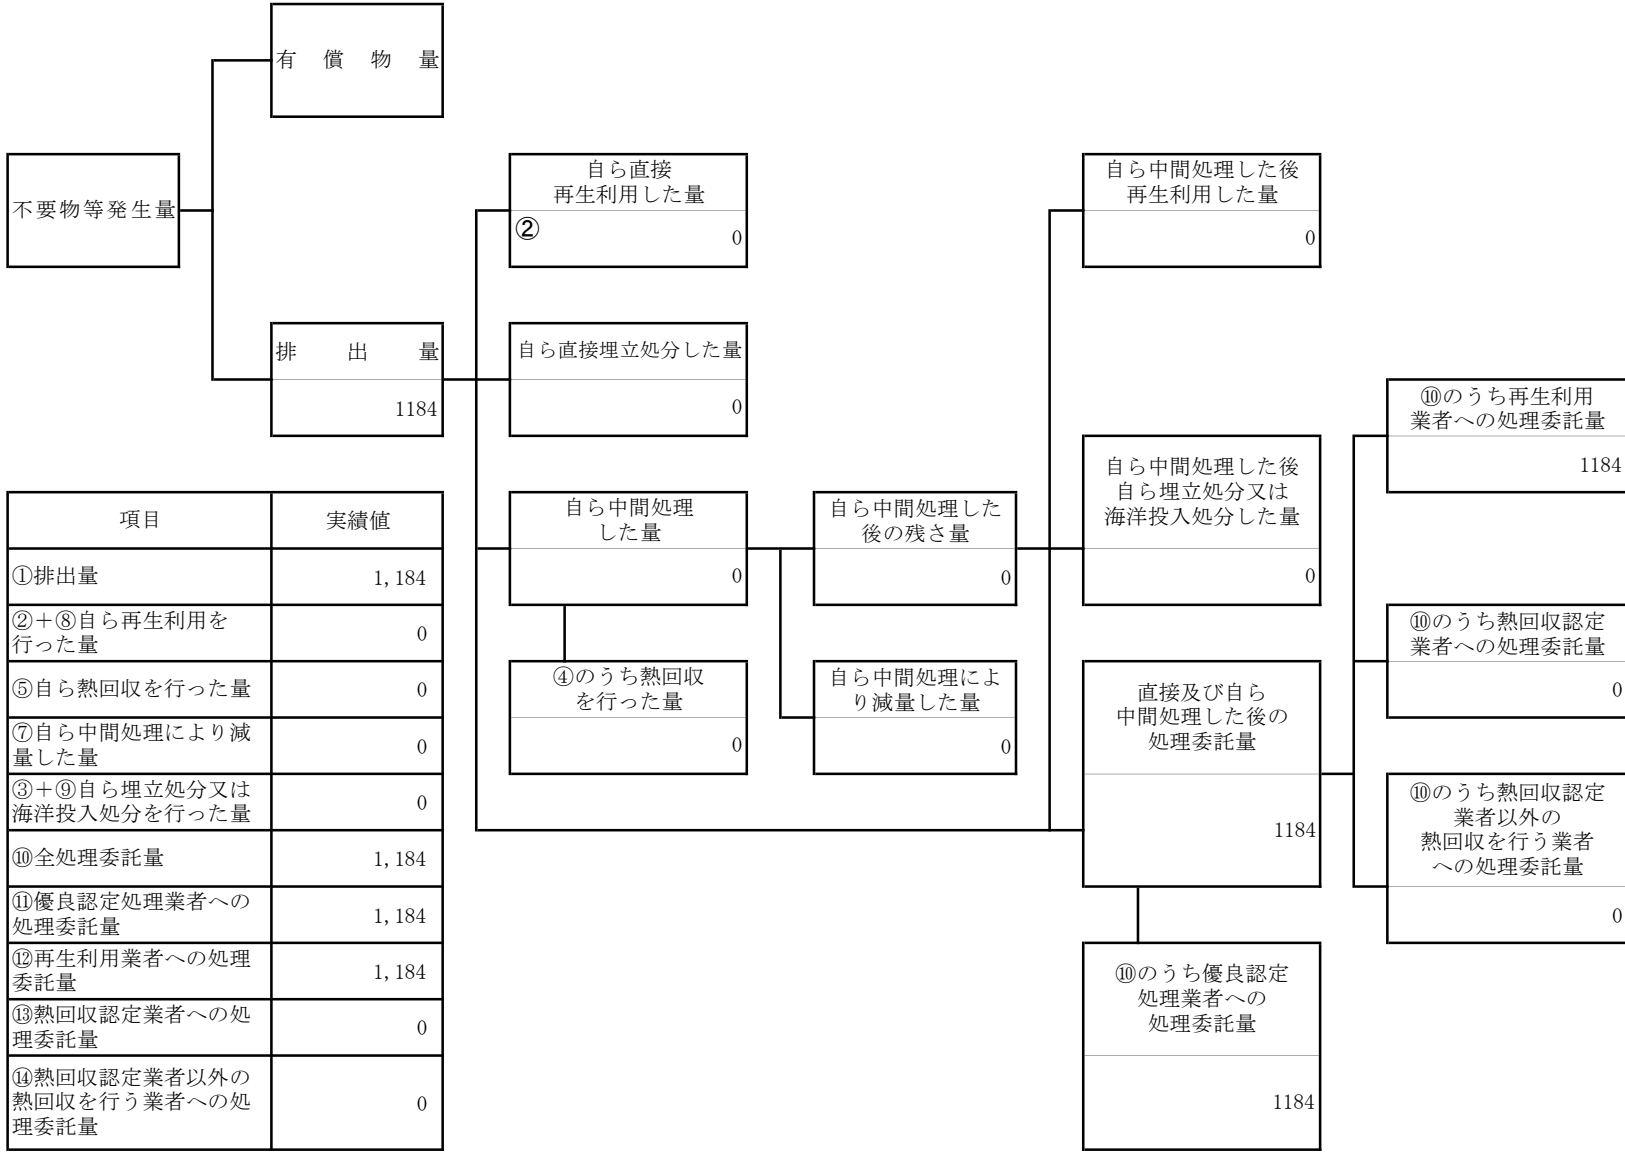 有償物量
不要物等発生量
自ら直接
再生利用した量
②
0
自ら中間処理した後
再生利用した量
0
排出量
1184
自ら直接埋立処分した量
0
⑩のうち再生利用
業者への処理委託量
1184
自ら中間処理
した量
0
自ら中間処理した
後の残さ量
0
自ら中間処理した後
自ら埋立処分又は
海洋投入処分した量
0
⑩のうち熱回収認定
業者への処理委託量
0
④のうち熱回収
を行った量
0
自ら中間処理によ
り減量した量
0
直接及び自ら
中間処理した後の
処理委託量
1184
⑩のうち熱回収認定
業者以外の
熱回収を行う業者
への処理委託量
0
⑩のうち優良認定
処理業者への
処理委託量
1184
項目 実績値
①排出量 1,184
②＋⑧自ら再生利用を
行った量 0
⑤自ら熱回収を行った量 0
⑦自ら中間処理により減
量した量 0
③＋⑨自ら埋立処分又は
海洋投入処分を行った量 0
⑩全処理委託量 1,184
⑪優良認定処理業者への
処理委託量 1,184
⑫再生利用業者への処理
委託量 1,184
⑬熱回収認定業者への処
理委託量 0
⑭熱回収認定業者以外の
熱回収を行う業者への処
理委託量 0